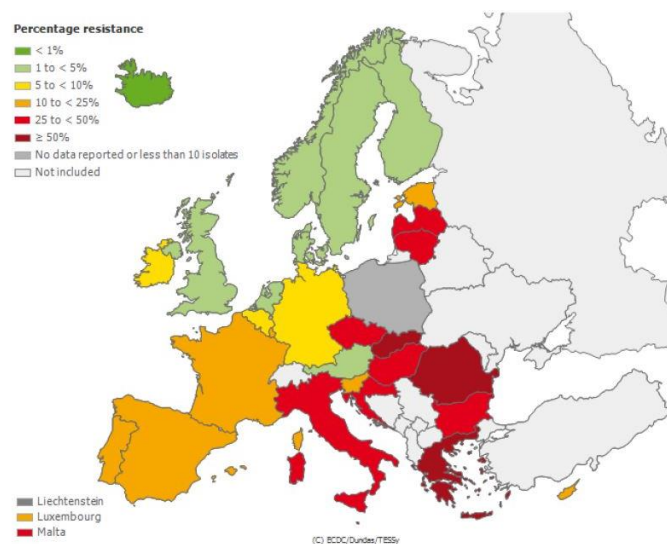 Percentage resistance
< 1%
1 to < 5%
5 to < 10%
10 to < 25%
25 to < 50%
≥ 50%
No data reported or less than 10 isolates
Not included
Liechtenstein
Luxembourg
Malta
(C) ECDC/Dundas/TESSy